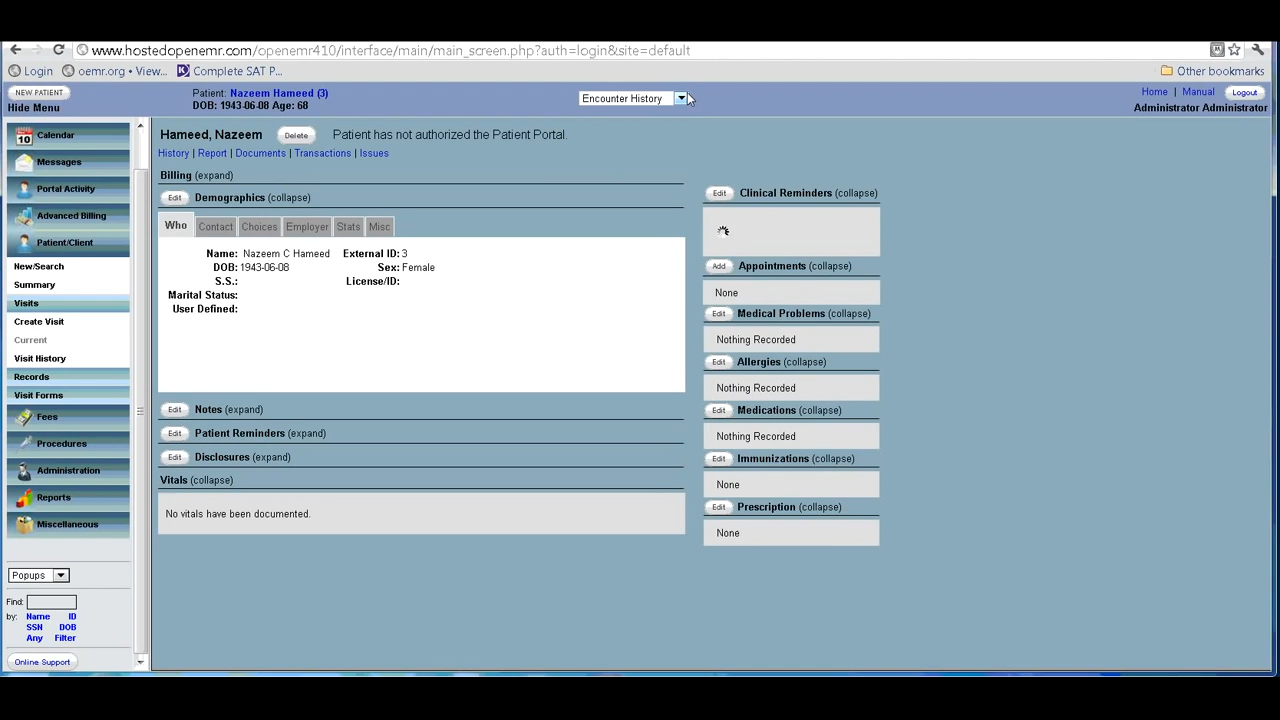 www.hostedopenemr.com/openemr410/interface/main/main_screen.php?auth=login&site=default
Login oemr.org • View... Complete SAT P... Other bookmarks
NEW PATIENT Patient: Nazeem Hameed (3) Encounter History Home | Manual Logout
Hide Menu DOB: 1943-06-08 Age: 68 Administrator Administrator
10 Calendar
Messages
Portal Activity
Advanced Billing
Patient/Client
New/Search
Summary
Visits
Create Visit
Current
Visit History
Records
Visit Forms
Fees
Procedures
Administration
Reports
Miscellaneous
Popups
Find:
by: Name ID
SSN DOB
Any Filter
Online Support
Hameed, Nazeem Delete Patient has not authorized the Patient Portal.
History | Report | Documents | Transactions | Issues
Billing (expand)
Edit Demographics (collapse)
Who Contact Choices Employer Stats Misc
Name: Nazeem C Hameed External ID: 3
DOB: 1943-06-08 Sex: Female
S.S.: License/ID:
Marital Status:
User Defined:
Edit Notes (expand)
Edit Patient Reminders (expand)
Edit Disclosures (expand)
Vitals (collapse)
No vitals have been documented.
Edit Clinical Reminders (collapse)
Add Appointments (collapse)
None
Edit Medical Problems (collapse)
Nothing Recorded
Edit Allergies (collapse)
Nothing Recorded
Edit Medications (collapse)
Nothing Recorded
Edit Immunizations (collapse)
None
Edit Prescription (collapse)
None